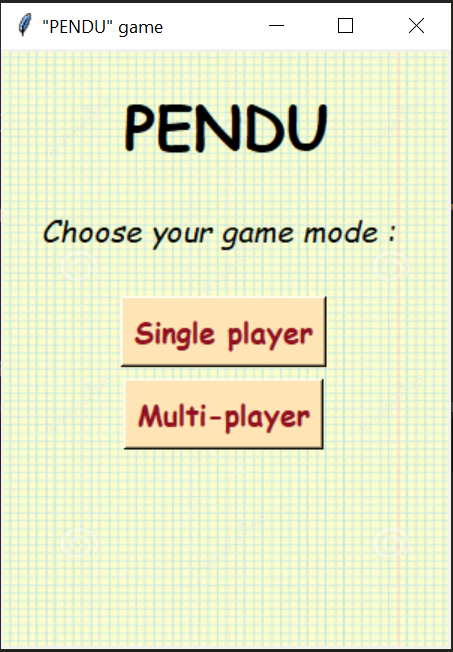 "PENDU" game
PENDU
Choose your game mode :
Single player
Multi-player